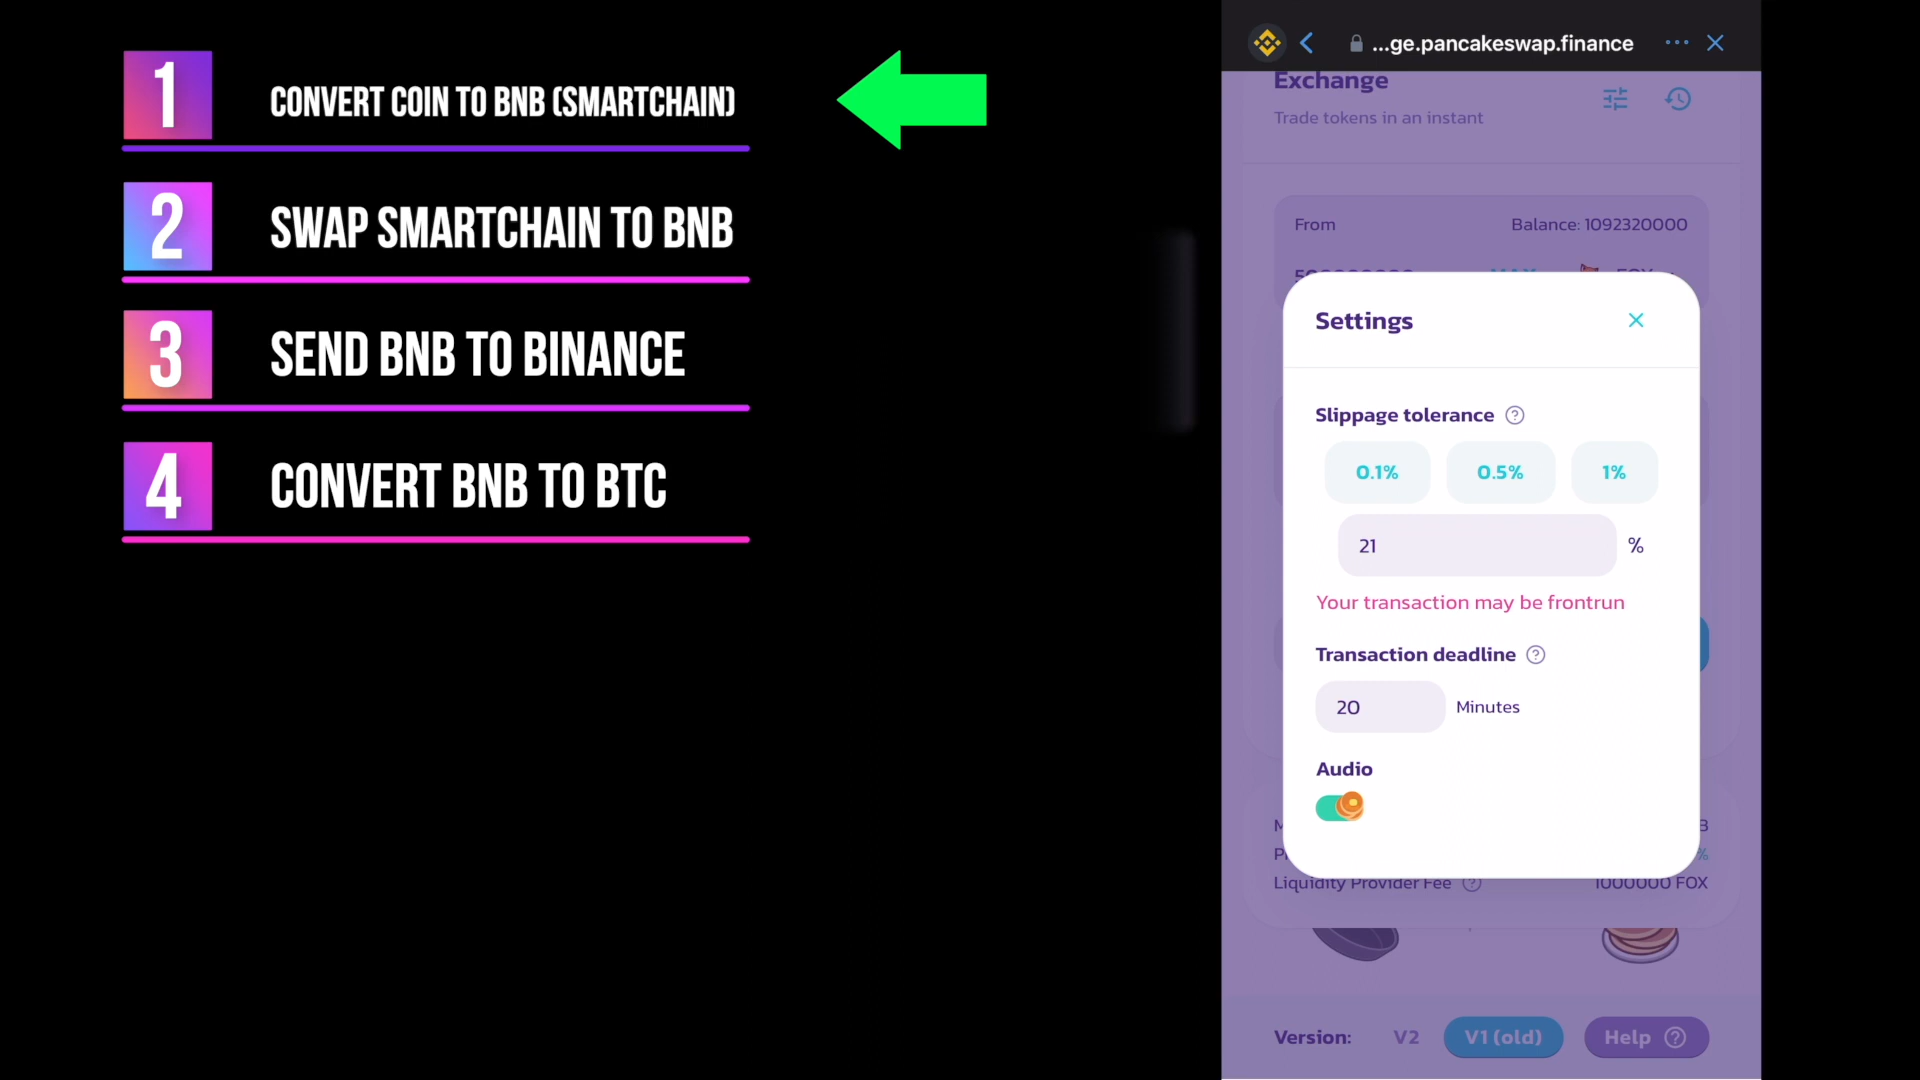 1
CONVERT COIN TO BNB (SMARTCHAIN)
2
SWAP SMARTCHAIN TO BNB
3
SEND BNB TO BINANCE
4
CONVERT BNB TO BTC
...ge.pancakeswap.finance
Exchange
Trade tokens in an instant
From Balance: 1092320000
Settings
Slippage tolerance ?
0.1% 0.5% 1%
21 %
Your transaction may be frontrun
Transaction deadline ?
20 Minutes
Audio
Liquidity Provider Fee ? 1000000 FOX
Version: V2 V1 (old) Help ?